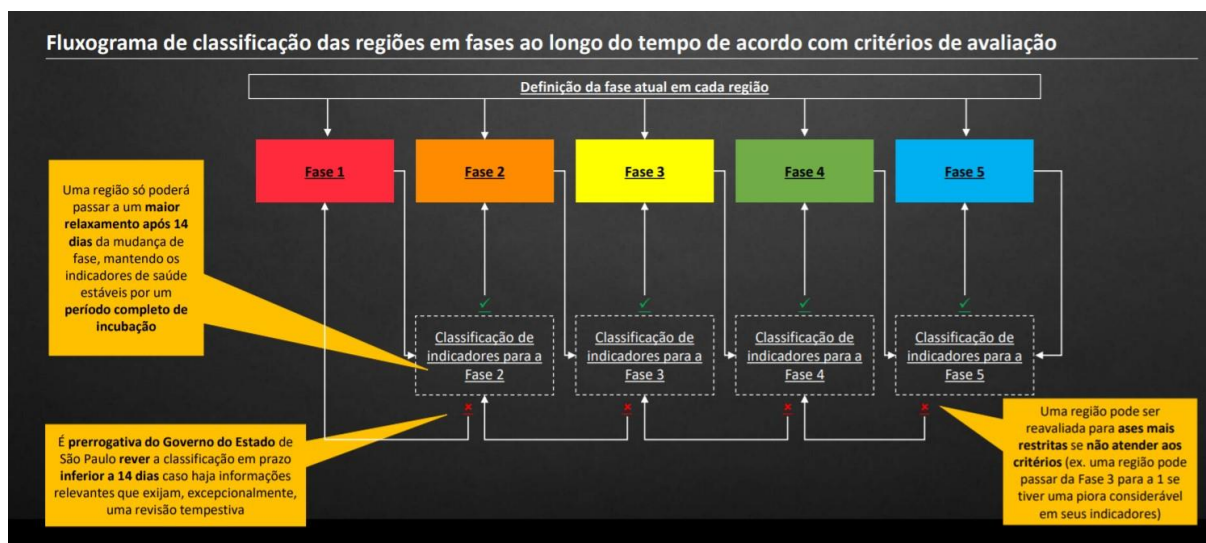 Fluxograma de classificação das regiões em fases ao longo do tempo de acordo com critérios de avaliação
Definição da fase atual em cada região
Fase 1
Fase 2
Fase 3
Fase 4
Fase 5
Uma região só poderá
passar a um maior
relaxamento após 14
dias da mudança de
fase, mantendo os
indicadores de saúde
estáveis por um
período completo de
incubação
Classificação de
indicadores para a
Fase 2
Classificação de
indicadores para a
Fase 3
Classificação de
indicadores para a
Fase 4
Classificação de
indicadores para a
Fase 5
É prerrogativa do Governo do Estado de
São Paulo rever a classificação em prazo
inferior a 14 dias caso haja informações
relevantes que exijam, excepcionalmente,
uma revisão tempestiva
Uma região pode ser
reavaliada para ases mais
restritas se não atender aos
critérios (ex. uma região pode
passar da Fase 3 para a 1 se
tiver uma piora considerável
em seus indicadores)